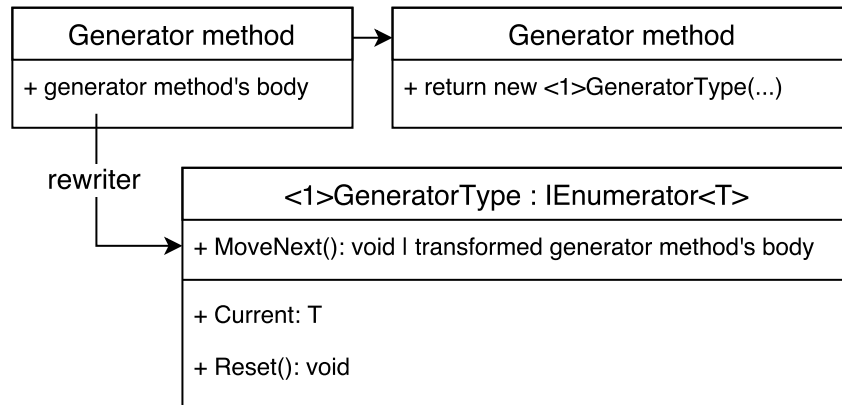 Generator method
Generator method
+ generator method's body
+ return new <1>GeneratorType(...)
rewriter
<1>GeneratorType : IEnumerator<T>
+ MoveNext(): void | transformed generator method's body
+ Current: T
+ Reset(): void